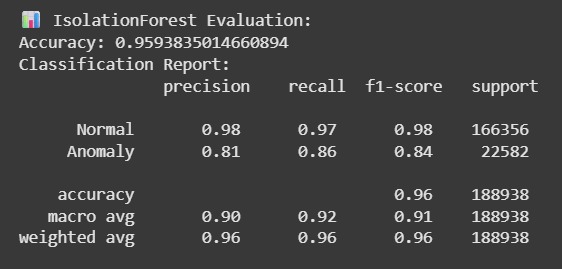 📊 IsolationForest Evaluation:
Accuracy: 0.9593835014660894
Classification Report:
              precision    recall  f1-score   support

      Normal       0.98      0.97      0.98    166356
     Anomaly       0.81      0.86      0.84     22582

    accuracy                           0.96    188938
   macro avg       0.90      0.92      0.91    188938
weighted avg       0.96      0.96      0.96    188938